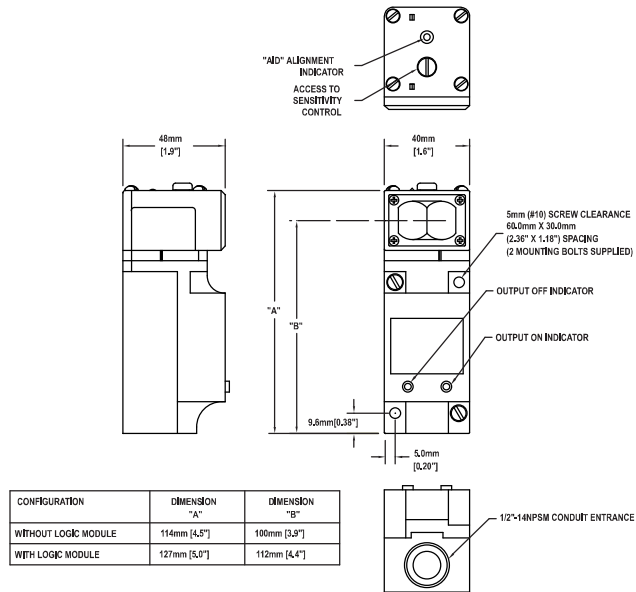 "AID" ALIGNMENT
INDICATOR
ACCESS TO
SENSITIVITY
CONTROL
48mm
[1.9"]
40mm
[1.6"]
5mm (#10) SCREW CLEARANCE
60.0mm X 30.0mm
(2.36" X 1.18") SPACING
(2 MOUNTING BOLTS SUPPLIED)
OUTPUT OFF INDICATOR
"A"
"B"
OUTPUT ON INDICATOR
9.6mm[0.38"]
5.0mm
[0.20"]
CONFIGURATION DIMENSION "A" DIMENSION "B"
WITHOUT LOGIC MODULE 114mm [4.5"] 100mm [3.9"]
WITH LOGIC MODULE 127mm [5.0"] 112mm [4.4"]
1/2"-14NPSM CONDUIT ENTRANCE